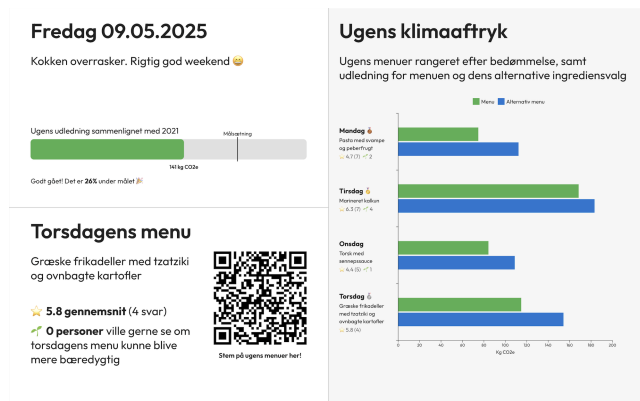 Fredag 09.05.2025
Kokken overrasker. Rigtig god weekend 😄
Ugens udledning sammenlignet med 2021
Målsætning
141 kg CO2e
Godt gået! Det er 26% under målet🎉
Torsdagens menu
Græske frikadeller med tzatziki
og ovnbagte kartofler
⭐ 5.8 gennemsnit (4 svar)
🌱 0 personer ville gerne se om
torsdagens menu kunne blive
mere bæredygtig
Stem på ugens menuer her!
Ugens klimaaftryk
Ugens menuer rangeret efter bedømmelse, samt
udledning for menuen og dens alternative ingrediensvalg
Menu Alternativ menu
Mandag 🥉
Pasta med svampe
og peberfrugt
⭐ 4.7 (7) 🌱 2
Tirsdag 🥇
Marineret kalkun
⭐ 6.3 (7) 🌱 4
Onsdag
Torsk med
sennepssauce
⭐ 4.4 (5) 🌱 1
Torsdag 🥈
Græske frikadeller
med tzatziki og
ovnbagte kartofler
⭐ 5.8 (4)
0 20 40 60 80 100 120 140 160 180 200
Kg CO2e